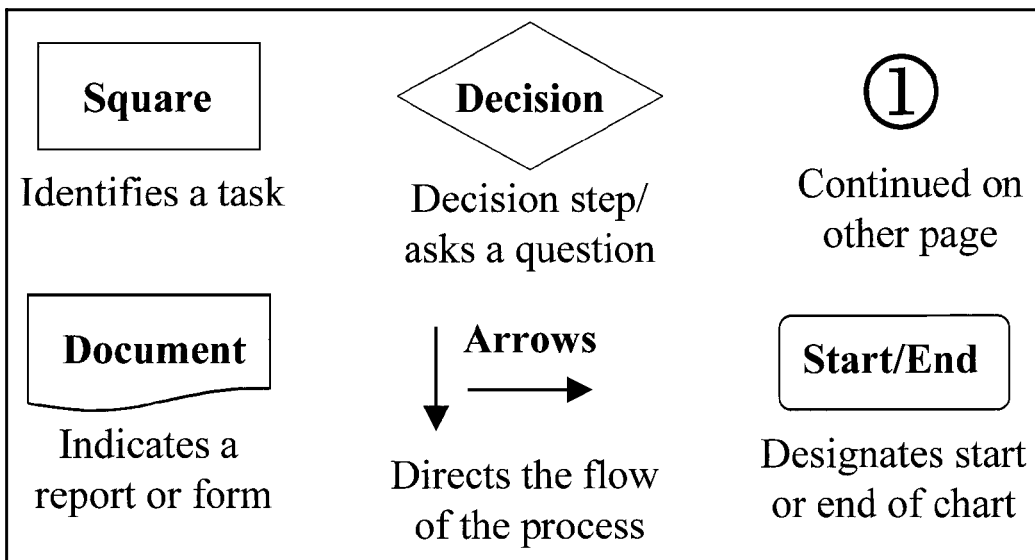 Square
Identifies a task
Decision
Decision step/
asks a question
①
Continued on
other page
Document
Indicates a
report or form
Arrows
Directs the flow
of the process
Start/End
Designates start
or end of chart